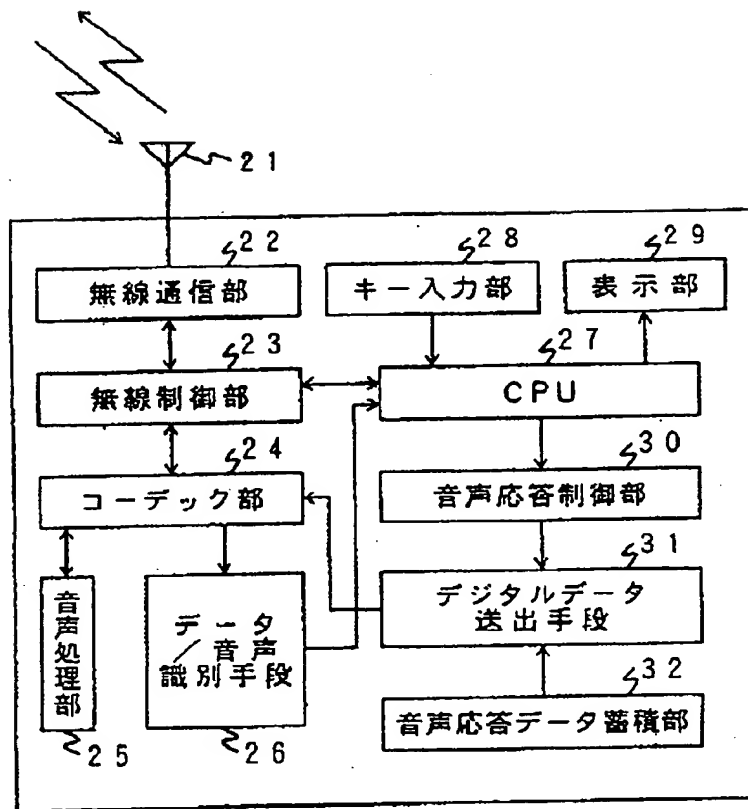 21
22
無線通信部
23
無線制御部
24
コーデック部
音声処理部
25
データ
/音声
識別手段
26
28
キー入力部
29
表示部
27
CPU
30
音声応答制御部
31
デジタルデータ
送出手段
32
音声応答データ蓄積部